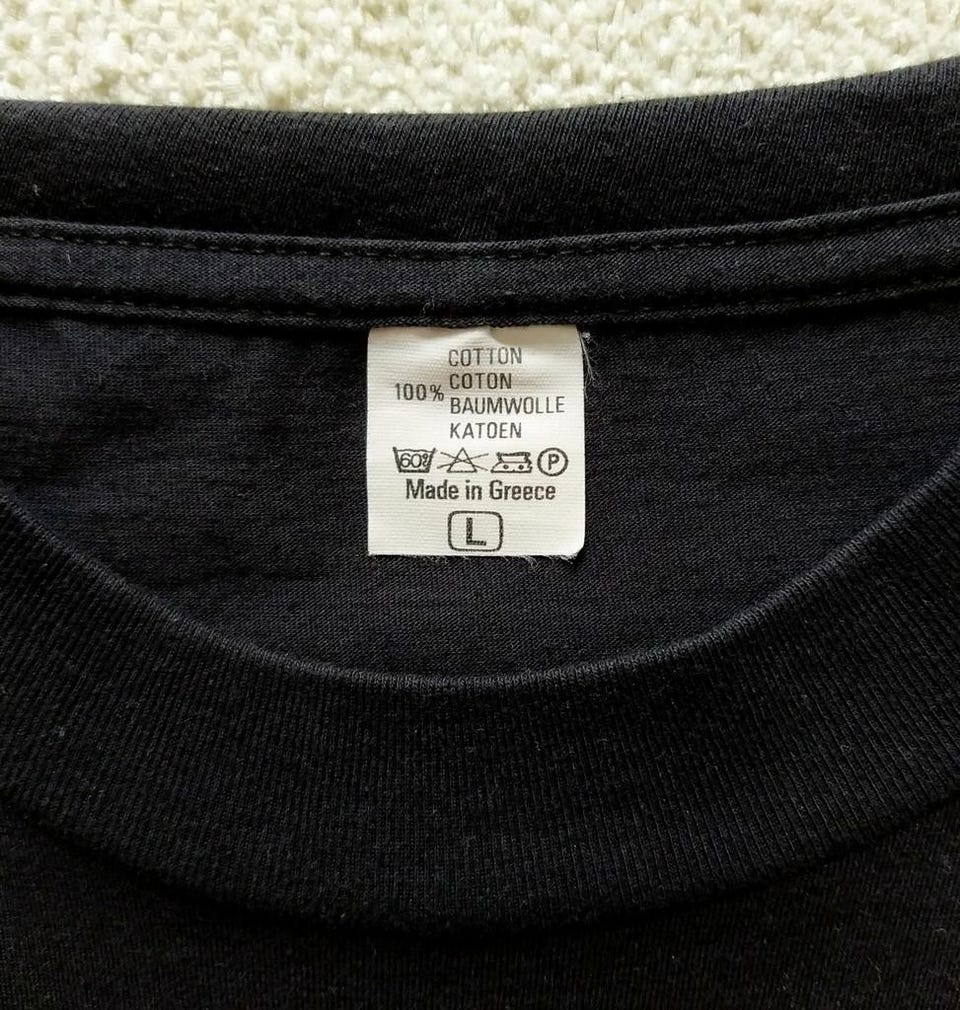 COTTON
100% COTON
BAUMWOLLE
KATOEN
60° P
Made in Greece
L